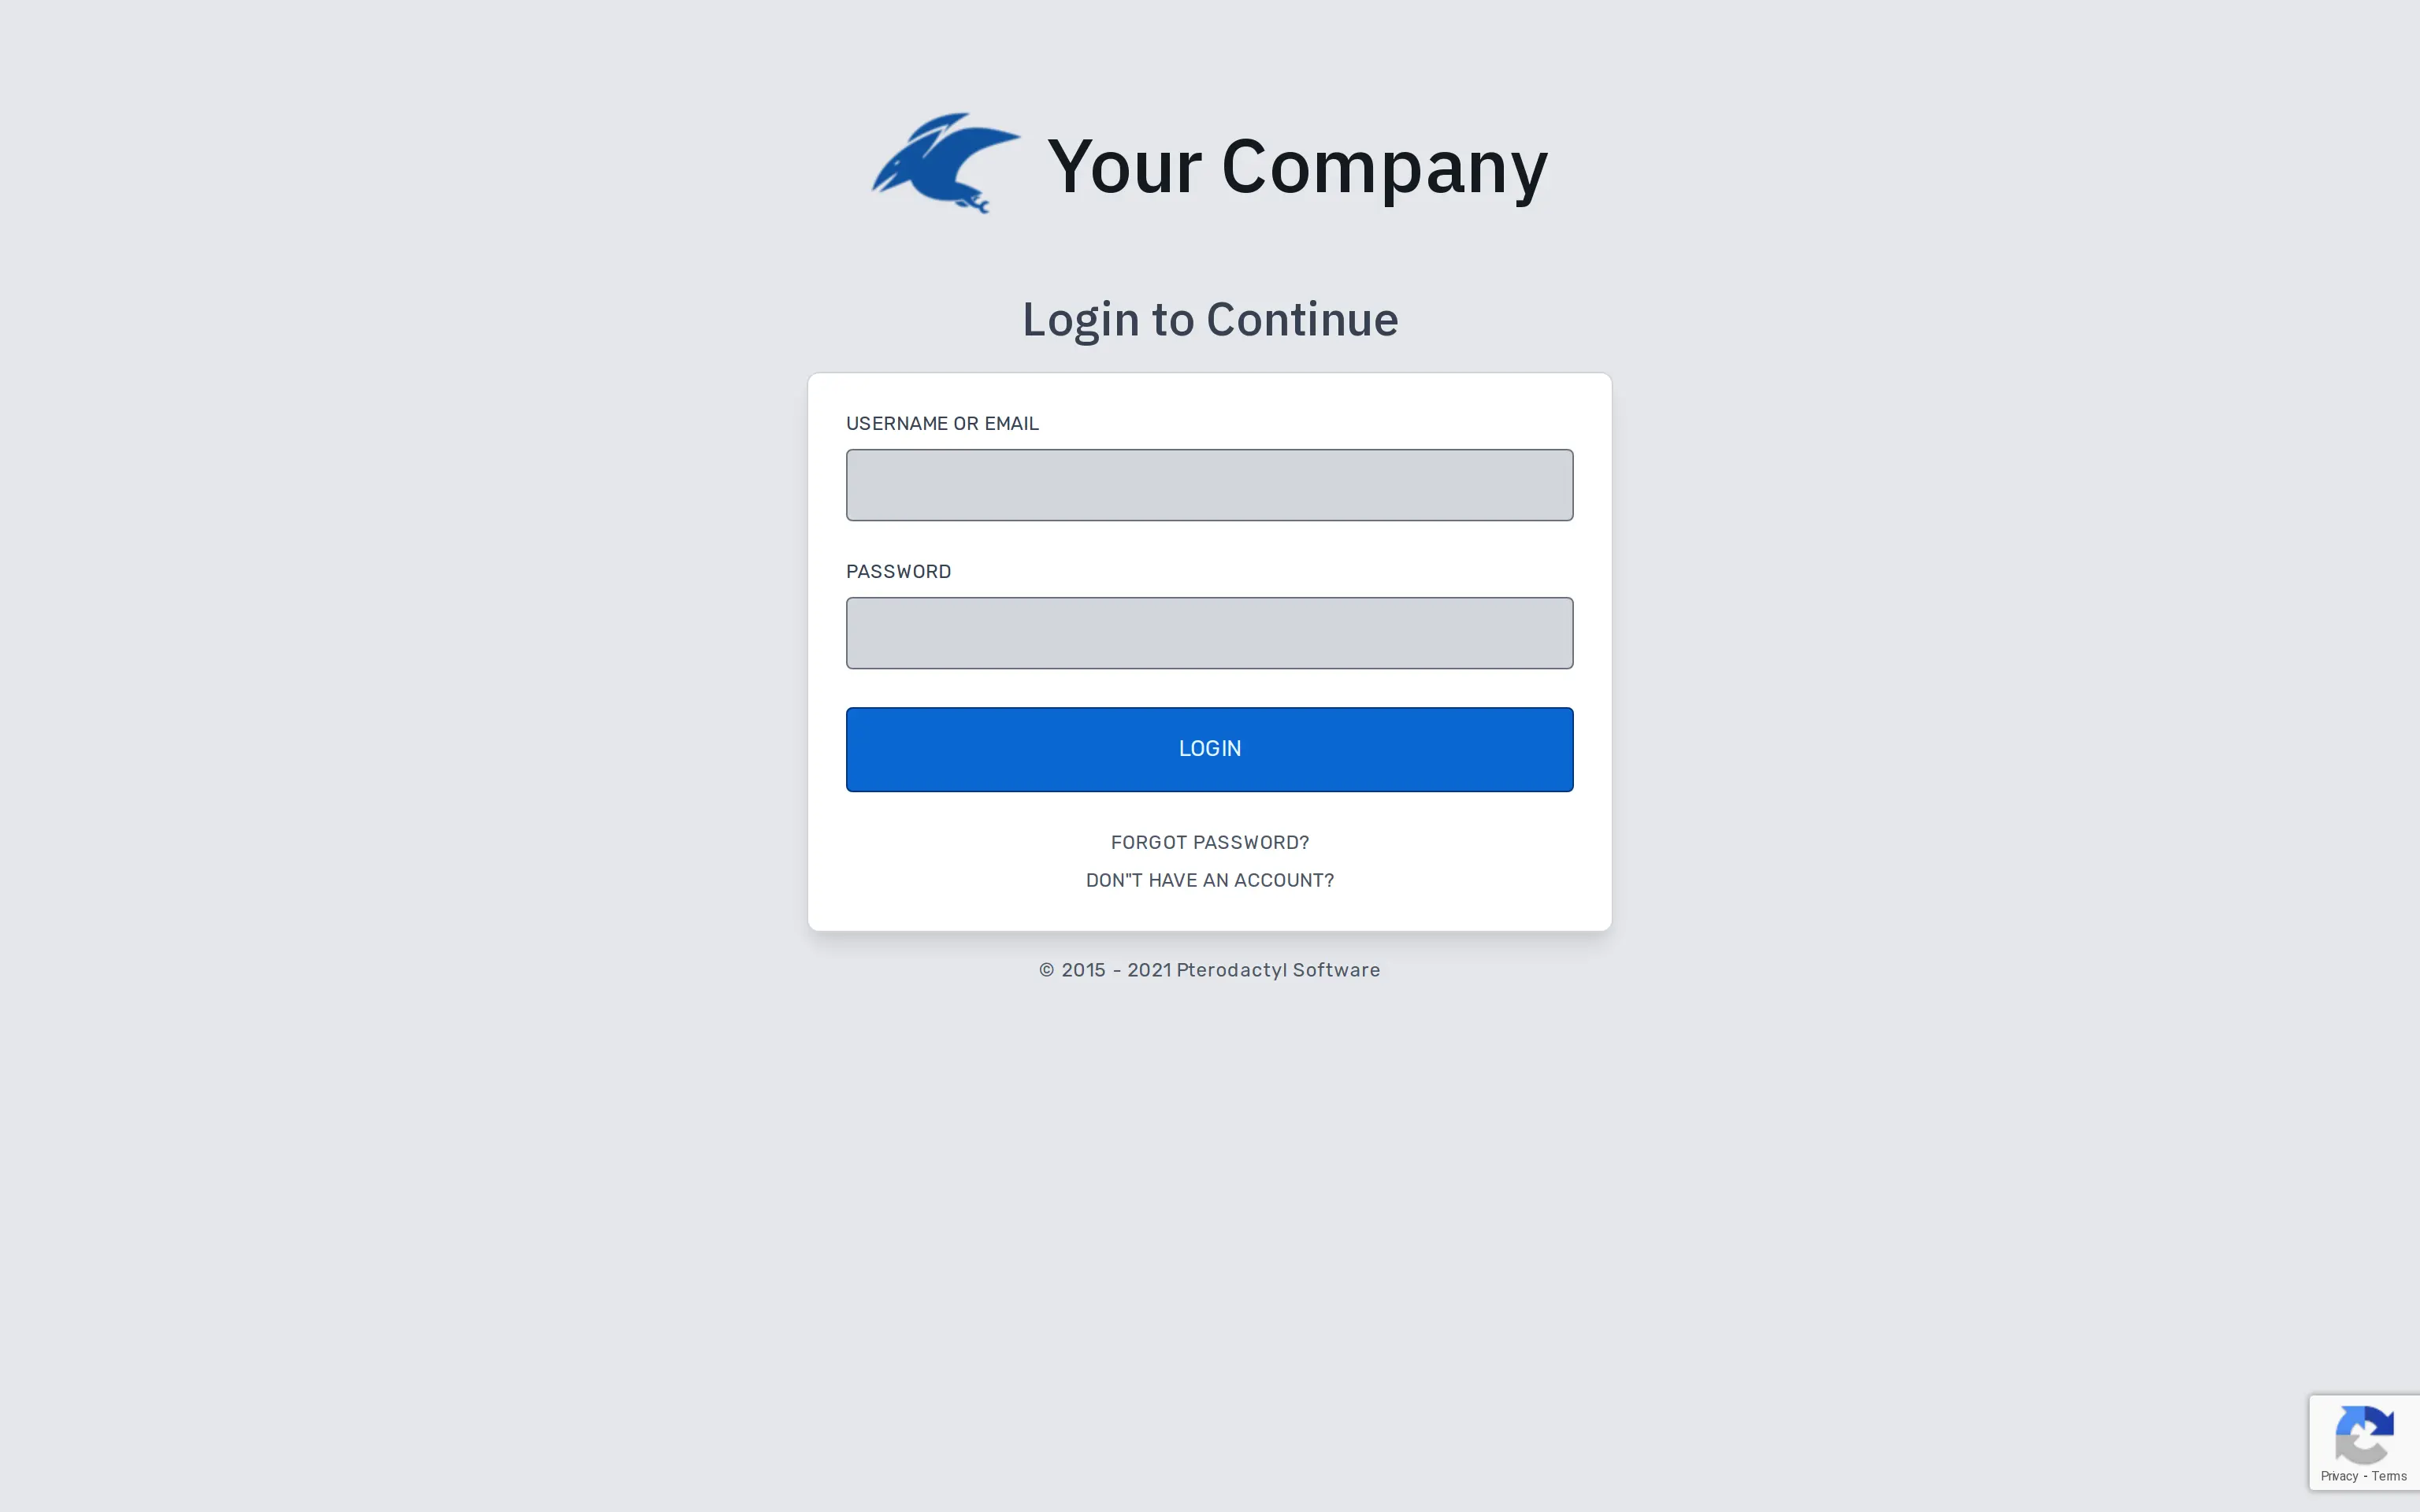 Your Company
Login to Continue
USERNAME OR EMAIL
PASSWORD
LOGIN
FORGOT PASSWORD?
DON"T HAVE AN ACCOUNT?
© 2015 - 2021 Pterodactyl Software
Privacy - Terms